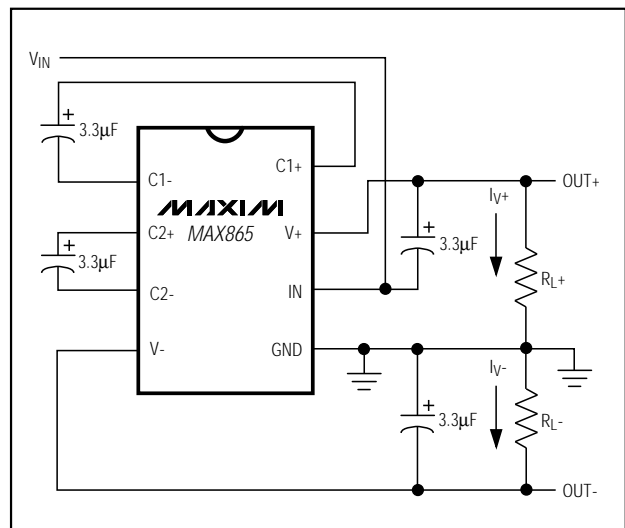 VIN
+
3.3µF
C1+
C1-
OUT+
MAXIM
MAX865
IV+
+
3.3µF
C2+
V+
+
3.3µF
RL+
C2-
IN
V-
GND
IV-
+
3.3µF
RL-
OUT-